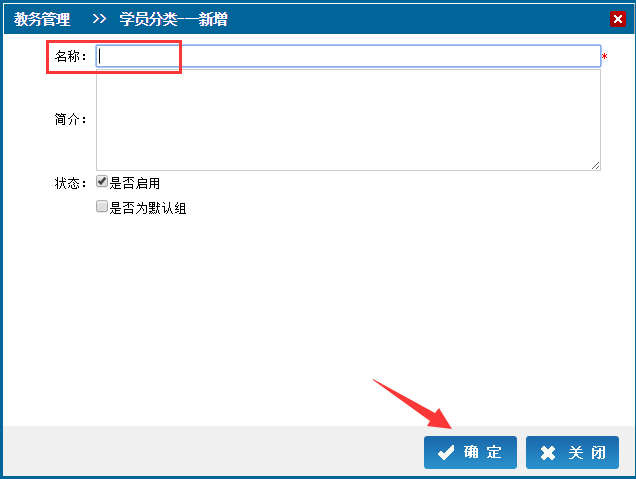 教务管理 >> 学员分类--新增
名称： *
简介：
状态： 是否启用
是否为默认组
确 定 关 闭